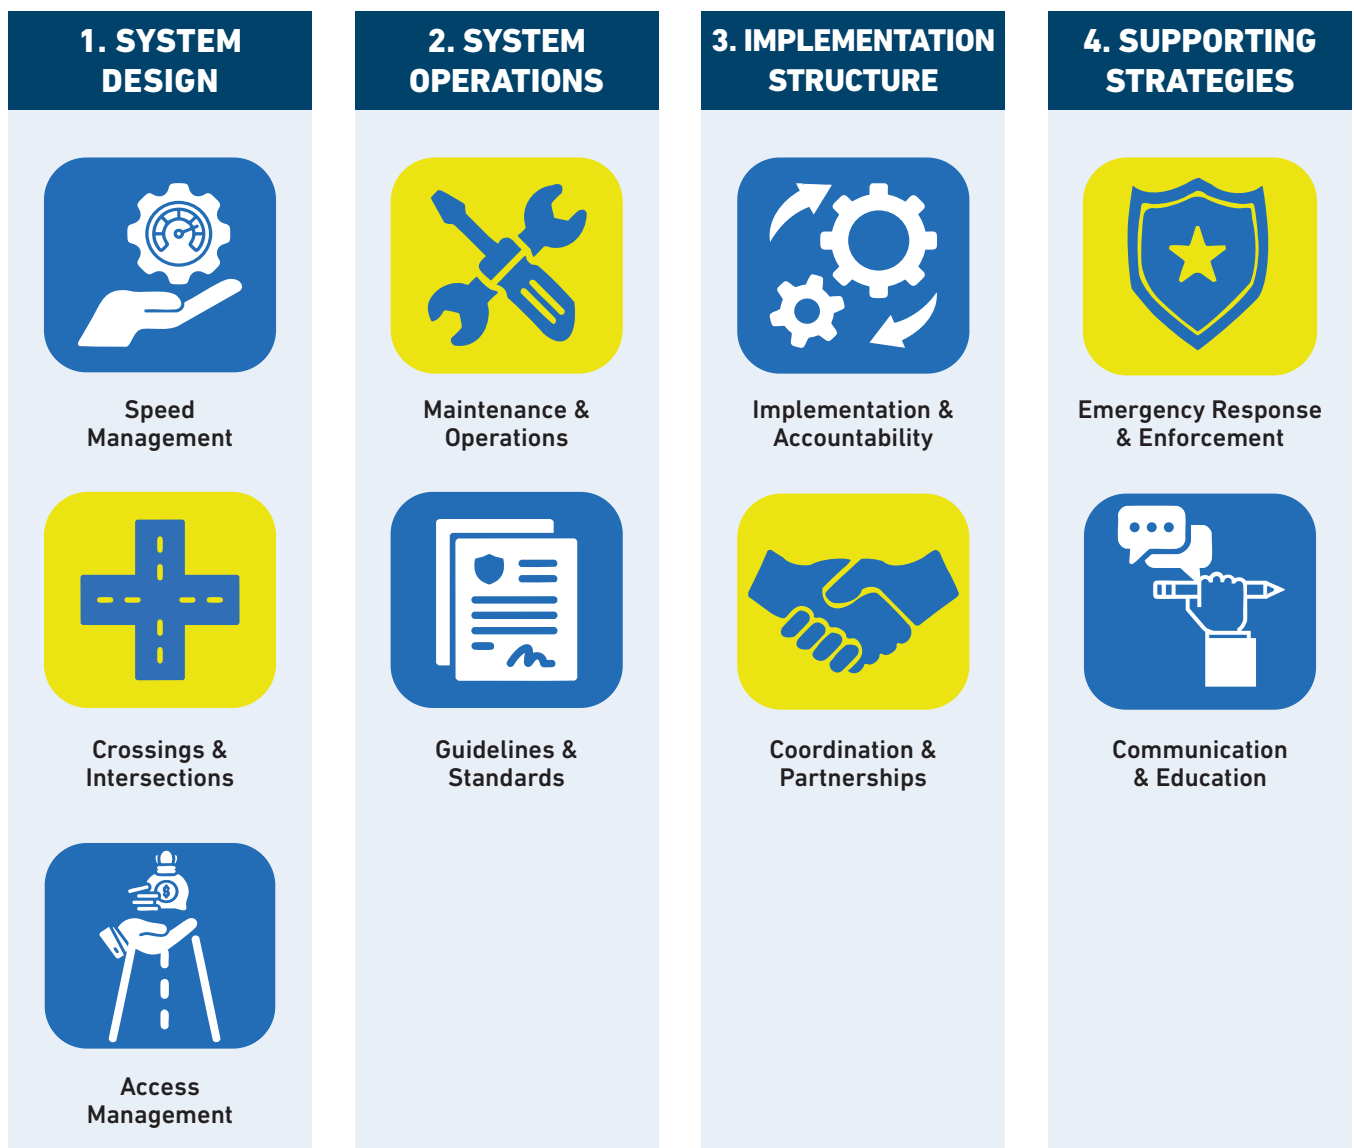 1. SYSTEM
DESIGN
Speed
Management
Crossings &
Intersections
$
Access
Management
2. SYSTEM
OPERATIONS
Maintenance &
Operations
Guidelines &
Standards
3. IMPLEMENTATION
STRUCTURE
Implementation &
Accountability
Coordination &
Partnerships
4. SUPPORTING
STRATEGIES
Emergency Response
& Enforcement
Communication
& Education